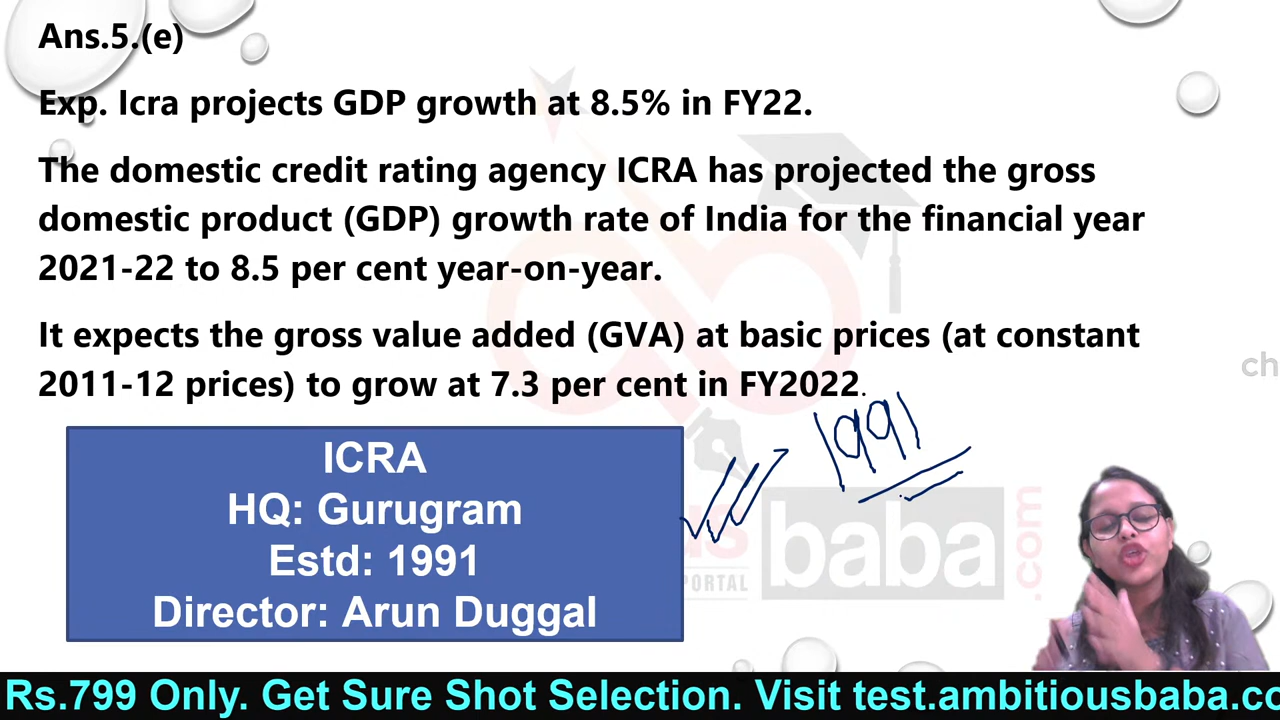 Ans.5.(e)
Exp. Icra projects GDP growth at 8.5% in FY22.
The domestic credit rating agency ICRA has projected the gross
domestic product (GDP) growth rate of India for the financial year
2021-22 to 8.5 per cent year-on-year.
It expects the gross value added (GVA) at basic prices (at constant
2011-12 prices) to grow at 7.3 per cent in FY2022.
ch
1991
ICRA
HQ: Gurugram
Estd: 1991
Director: Arun Duggal
baba
.com
PORTAL
Rs.799 Only. Get Sure Shot Selection. Visit test.ambitiousbaba.co